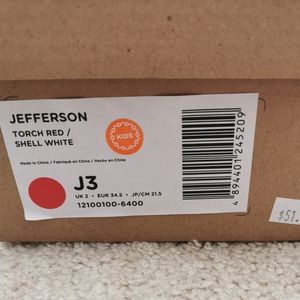 JEFFERSON
TORCH RED /
SHELL WHITE
KIDS
Made in China / Fabriqué en China / Hecho en China
J3
UK 2 • EUR 34.5 • JP/CM 21.5
12100100-6400
4 894401 245209
$51.